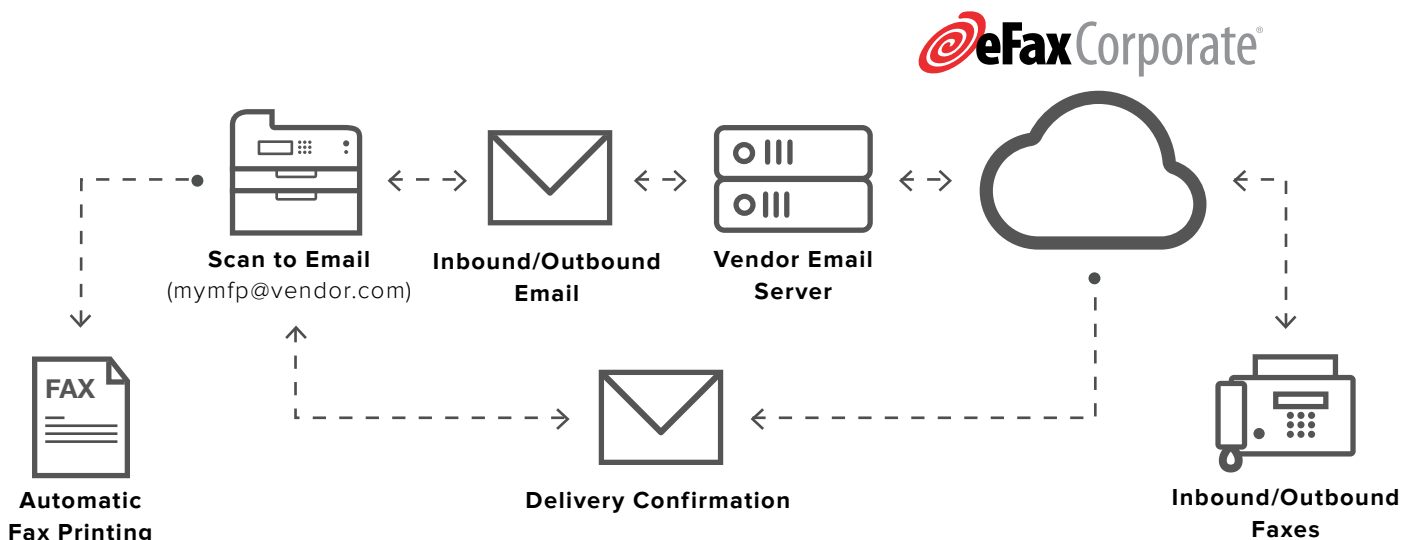 eFax Corporate®
Scan to Email
(mymfp@vendor.com)
Inbound/Outbound
Email
Vendor Email
Server
FAX
Automatic
Fax Printing
Delivery Confirmation
Inbound/Outbound
Faxes